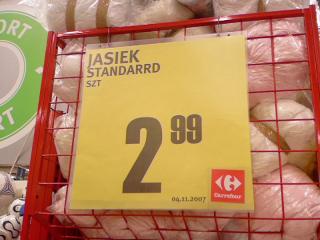 JASIEK
STANDARRD
SZT
2 99
04.11.2007
Carrefour